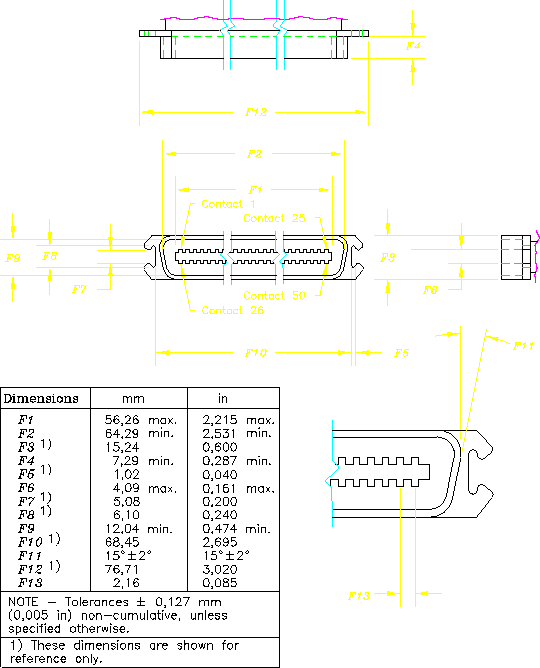 F4
F12
F2
F1
Contact 1
Contact 25
F9
F8
F3
F7
F6
Contact 50
Contact 26
F10
F5
F11
Dimensions mm in
F1 56,26 max. 2,215 max.
F2 64,29 min. 2,531 min.
F3 1) 15,24 0,600
F4 7,29 min. 0,287 min.
F5 1) 1,02 0,040
F6 4,09 max. 0,161 max.
F7 1) 5,08 0,200
F8 1) 6,10 0,240
F9 12,04 min. 0,474 min.
F10 1) 68,45 2,695
F11 15°±2° 15°±2°
F12 1) 76,71 3,020
F13 2,16 0,085
NOTE – Tolerances ± 0,127 mm
(0,005 in) non–cumulative, unless
specified otherwise.
1) These dimensions are shown for
reference only.
F13